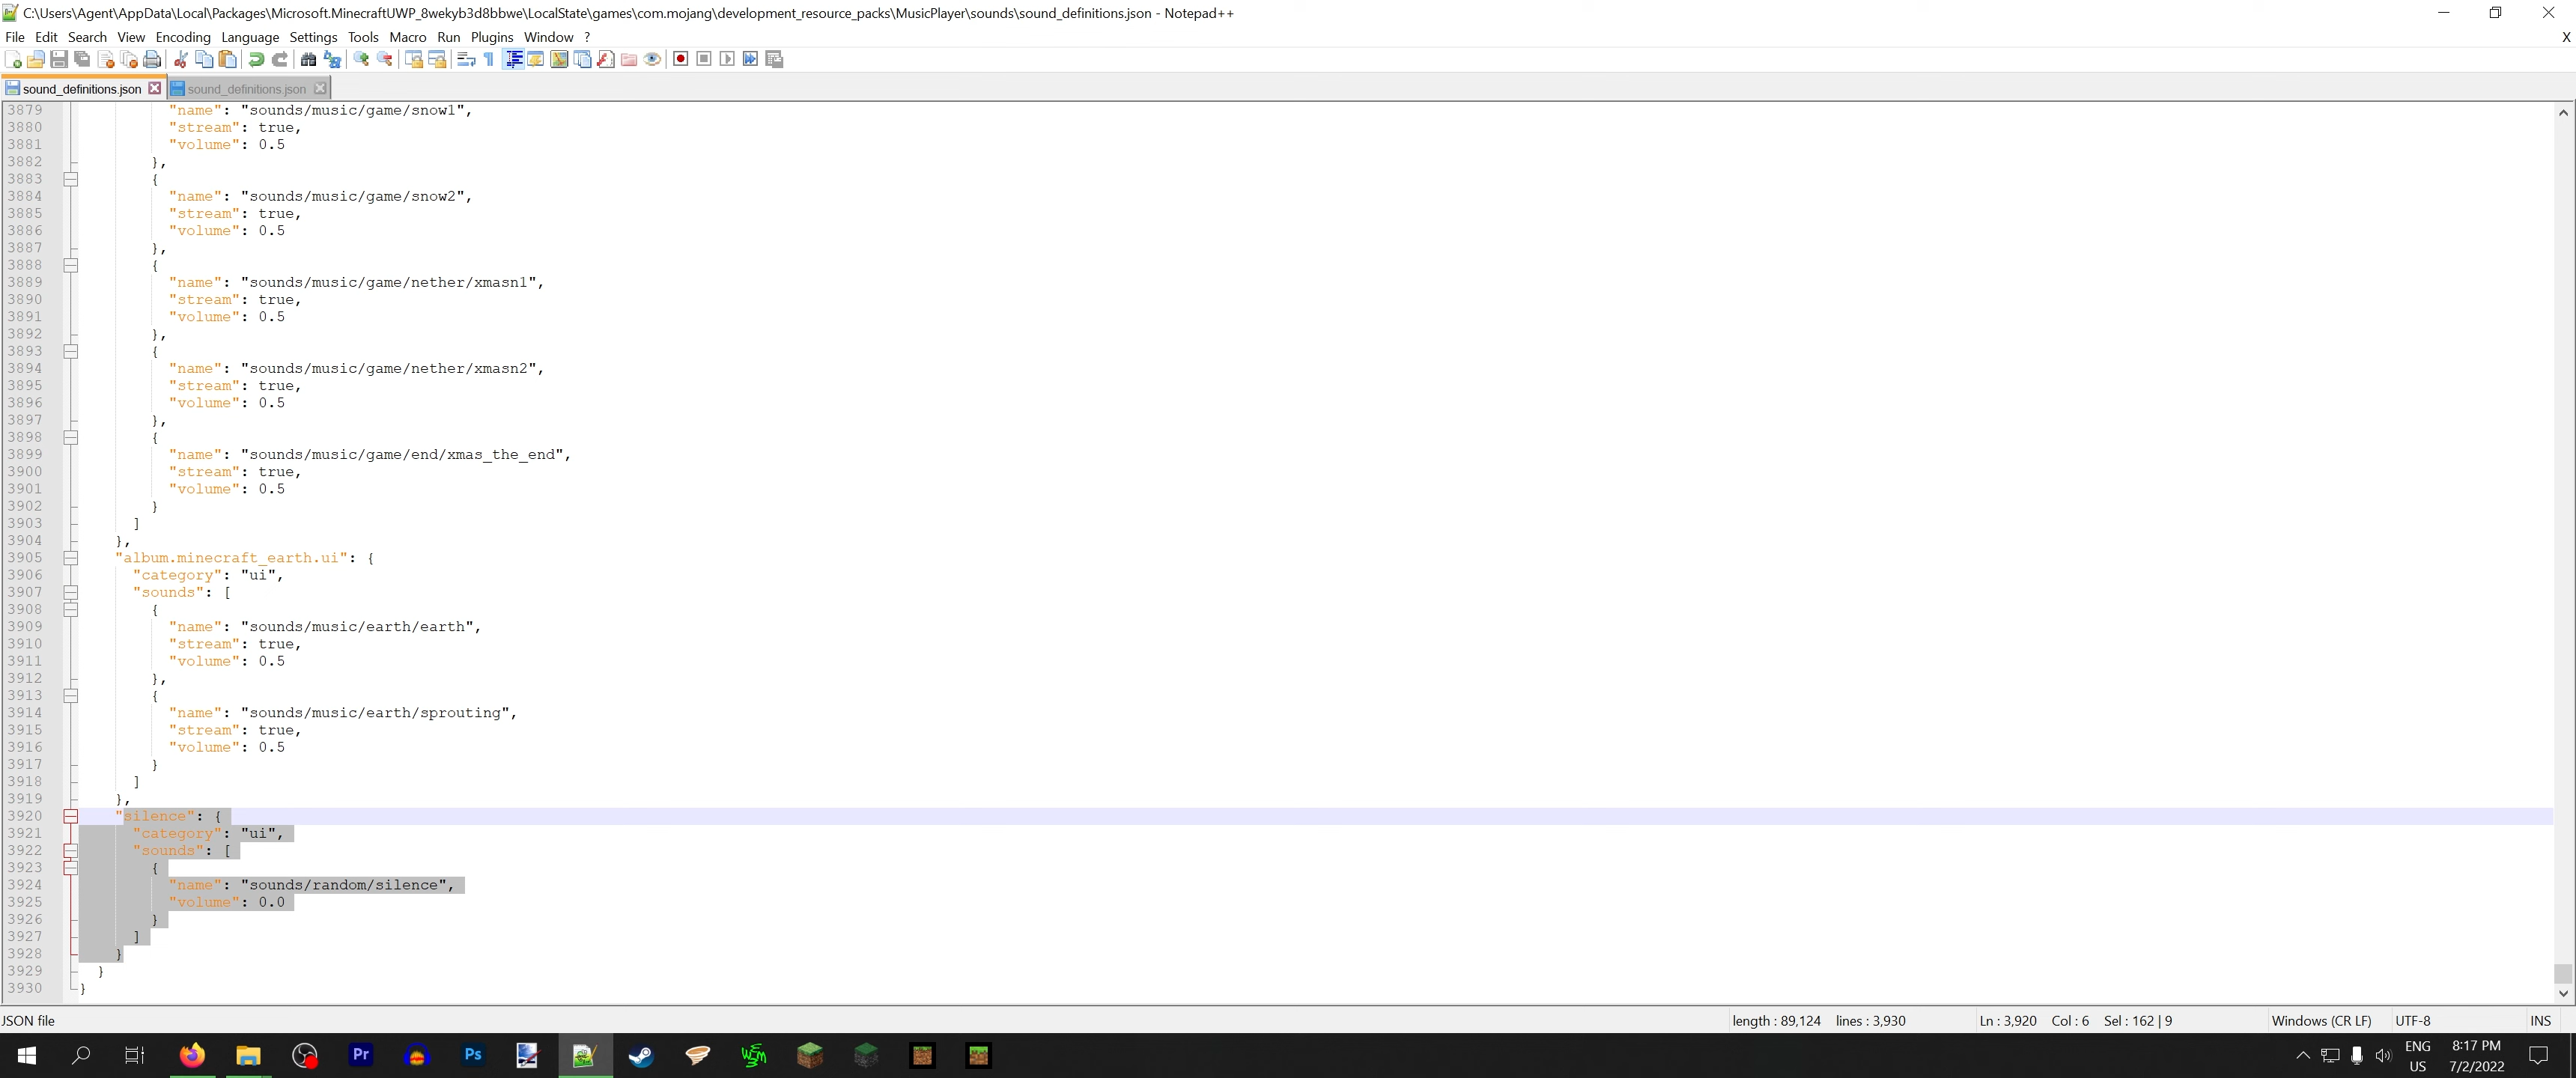 C:\Users\Agent\AppData\Local\Packages\Microsoft.MinecraftUWP_8wekyb3d8bbwe\LocalState\games\com.mojang\development_resource_packs\MusicPlayer\sounds\sound_definitions.json - Notepad++
File Edit Search View Encoding Language Settings Tools Macro Run Plugins Window ? X
sound_definitions.json sound_definitions.json
3879 "name": "sounds/music/game/snow1",
3880 "stream": true,
3881 "volume": 0.5
3882 },
3883 {
3884 "name": "sounds/music/game/snow2",
3885 "stream": true,
3886 "volume": 0.5
3887 },
3888 {
3889 "name": "sounds/music/game/nether/xmasn1",
3890 "stream": true,
3891 "volume": 0.5
3892 },
3893 {
3894 "name": "sounds/music/game/nether/xmasn2",
3895 "stream": true,
3896 "volume": 0.5
3897 },
3898 {
3899 "name": "sounds/music/game/end/xmas_the_end",
3900 "stream": true,
3901 "volume": 0.5
3902 }
3903 ]
3904 },
3905 "album.minecraft_earth.ui": {
3906 "category": "ui",
3907 "sounds": [
3908 {
3909 "name": "sounds/music/earth/earth",
3910 "stream": true,
3911 "volume": 0.5
3912 },
3913 {
3914 "name": "sounds/music/earth/sprouting",
3915 "stream": true,
3916 "volume": 0.5
3917 }
3918 ]
3919 },
3920 "silence": {
3921 "category": "ui",
3922 "sounds": [
3923 {
3924 "name": "sounds/random/silence",
3925 "volume": 0.0
3926 }
3927 ]
3928 }
3929 }
3930 }
JSON file length : 89,124 lines : 3,930 Ln : 3,920 Col : 6 Sel : 162 | 9 Windows (CR LF) UTF-8 INS
Pr Ps ENG 8:17 PM
US 7/2/2022